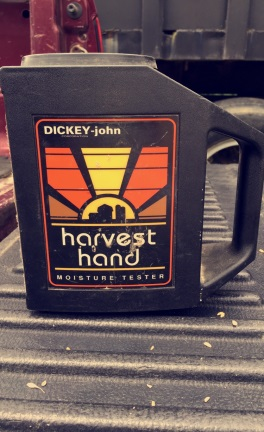 DICKEY-john
harvest
hand
MOISTURE TESTER